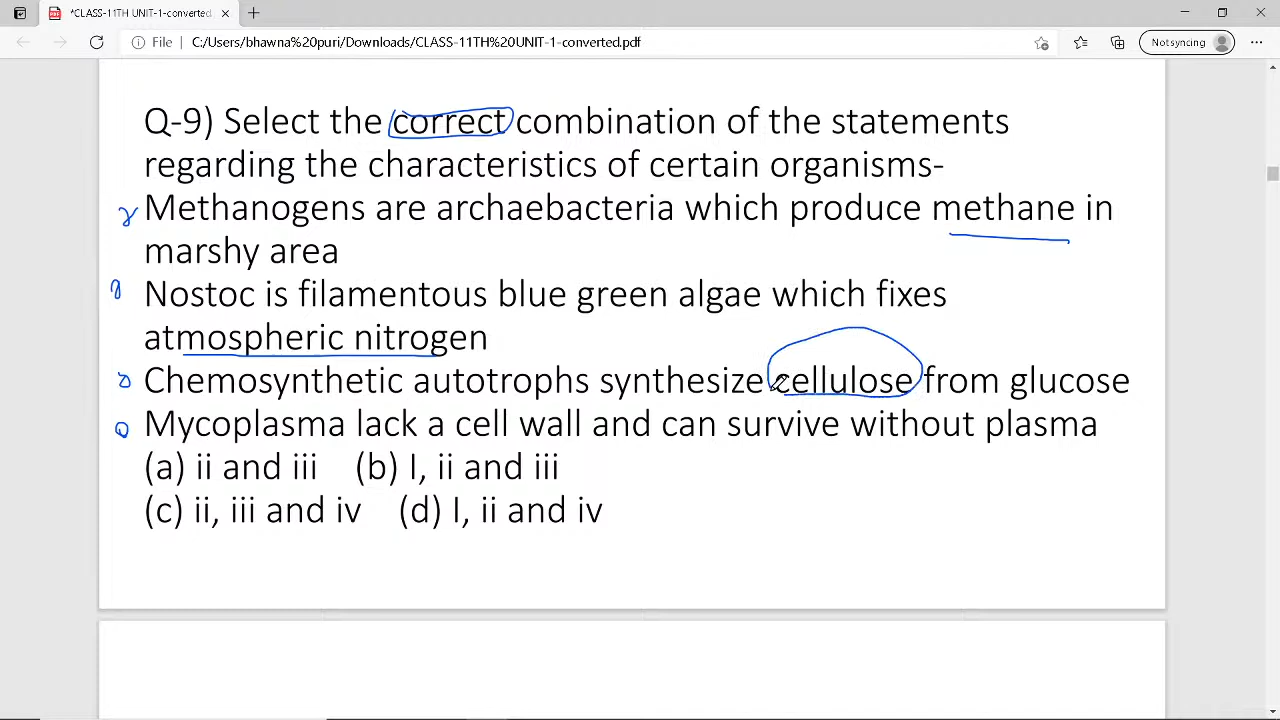 *CLASS-11TH UNIT-1-converted
File
C:/Users/bhawna%20puri/Downloads/CLASS-11TH%20UNIT-1-converted.pdf
Not syncing
Q-9) Select the correct combination of the statements
regarding the characteristics of certain organisms-
Methanogens are archaebacteria which produce methane in
marshy area
Nostoc is filamentous blue green algae which fixes
atmospheric nitrogen
Chemosynthetic autotrophs synthesize cellulose from glucose
Mycoplasma lack a cell wall and can survive without plasma
(a) ii and iii (b) I, ii and iii
(c) ii, iii and iv (d) I, ii and iv